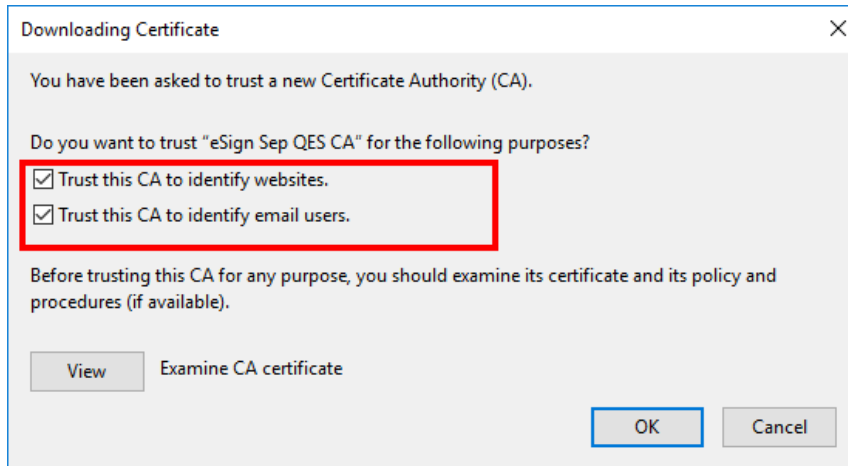 Downloading Certificate
You have been asked to trust a new Certificate Authority (CA).
Do you want to trust "eSign Sep QES CA" for the following purposes?
Trust this CA to identify websites.
Trust this CA to identify email users.
Before trusting this CA for any purpose, you should examine its certificate and its policy and
procedures (if available).
View
Examine CA certificate
OK
Cancel